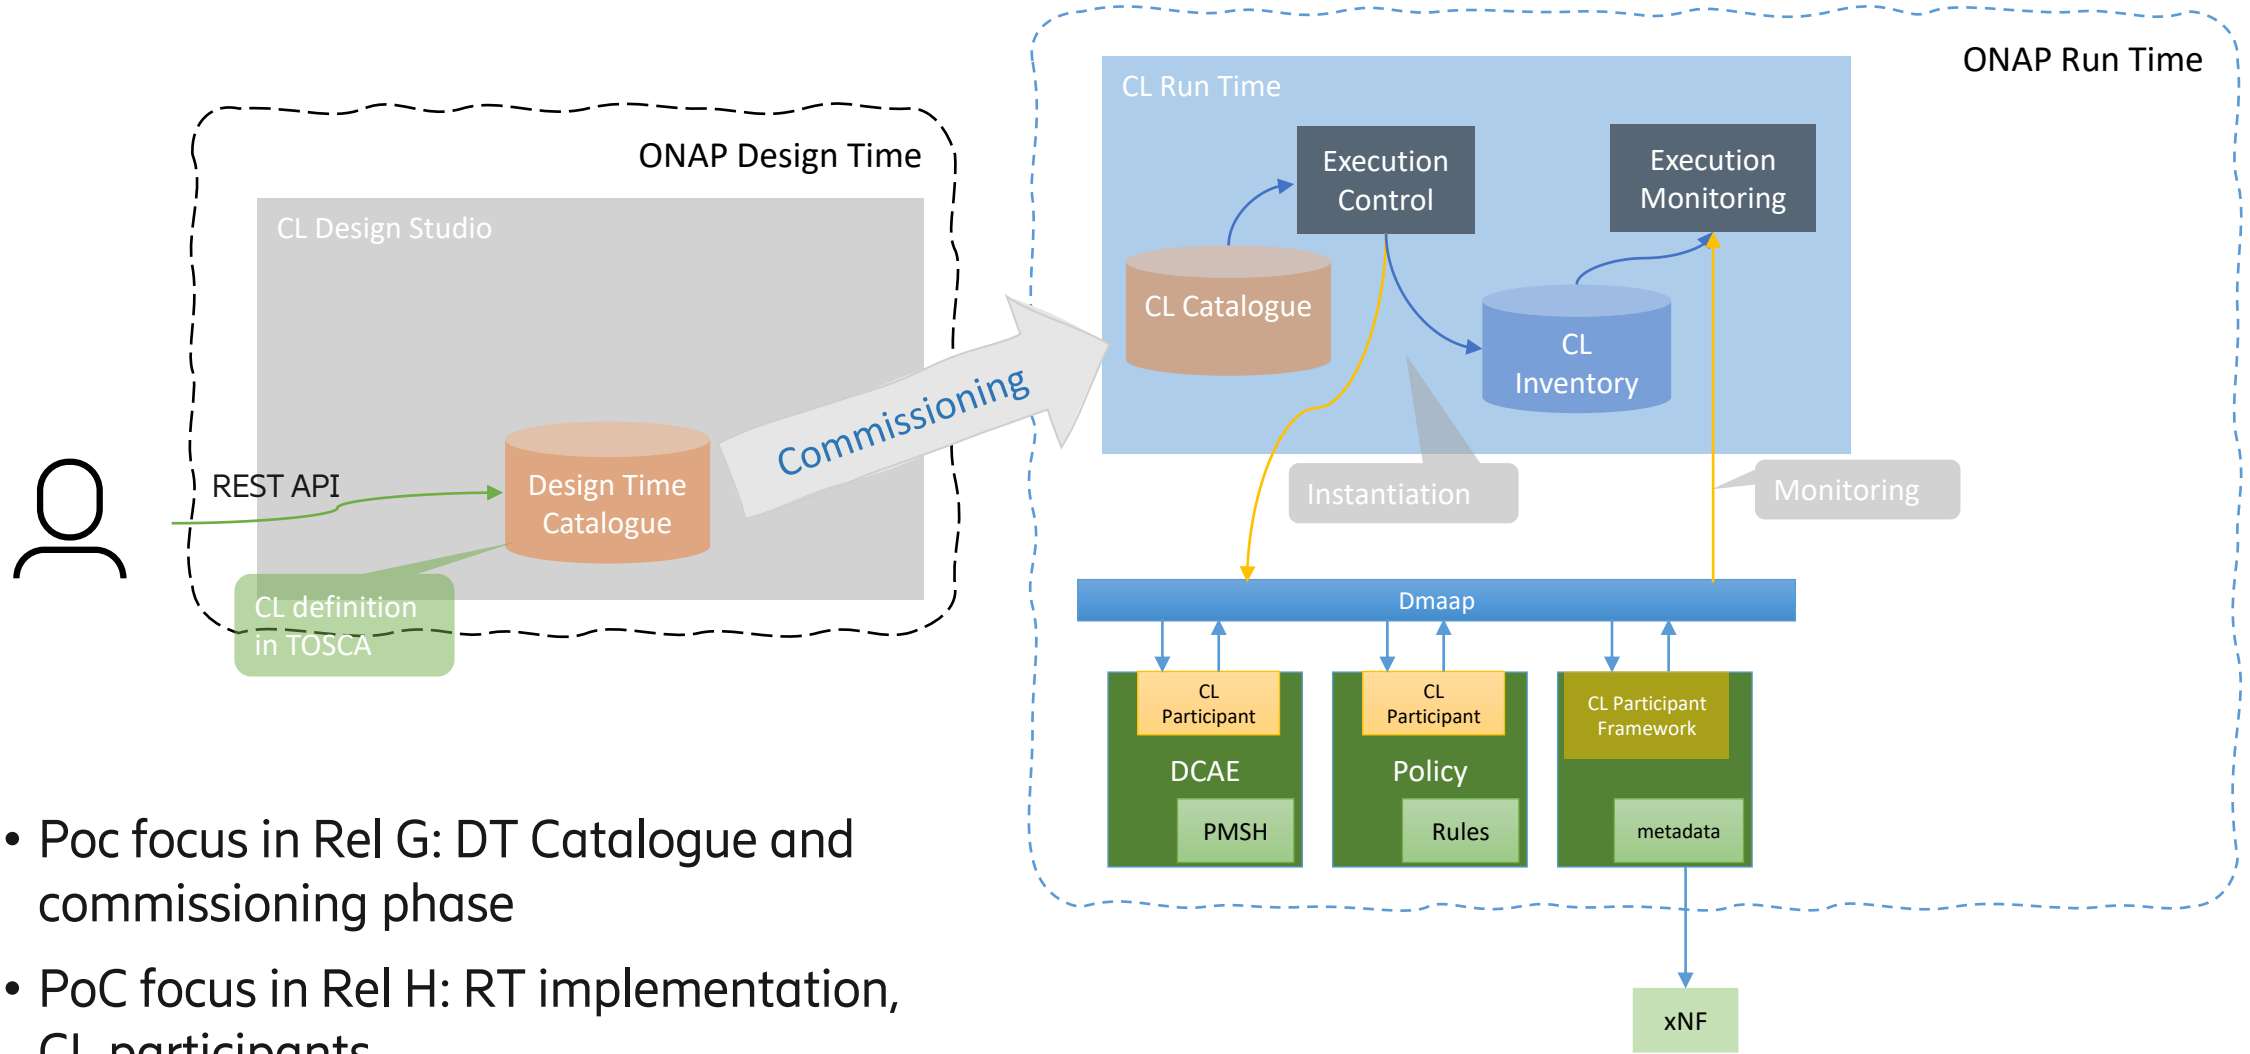 ONAP Run Time
CL Run Time
ONAP Design Time
Execution
Control
Execution
Monitoring
CL Design Studio
CL Catalogue
CL
Inventory
Commissioning
REST API
Design Time
Catalogue
Instantiation
Monitoring
CL definition
in TOSCA
Dmaap
CL
Participant
CL
Participant
CL Participant
Framework
DCAE
Policy
PMSH
Rules
metadata
• Poc focus in Rel G: DT Catalogue and
commissioning phase
• PoC focus in Rel H: RT implementation,
CL participants
xNF